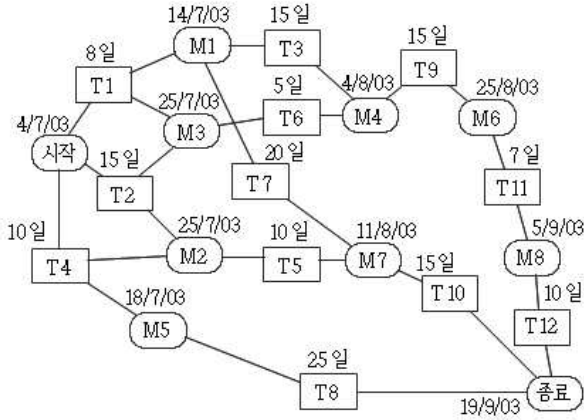 14/7/03
15일
M1
T3
15일
8일
T9
T1
25/7/03
5일
4/8/03
25/8/03
M3
T6
M4
M6
4/7/03
시작
15일
20일
7일
T2
T7
T11
10일
25/7/03
10일
11/8/03
5/9/03
T4
M2
T5
M7
15일
M8
T10
18/7/03
10일
M5
T12
25일
T8
종료
19/9/03